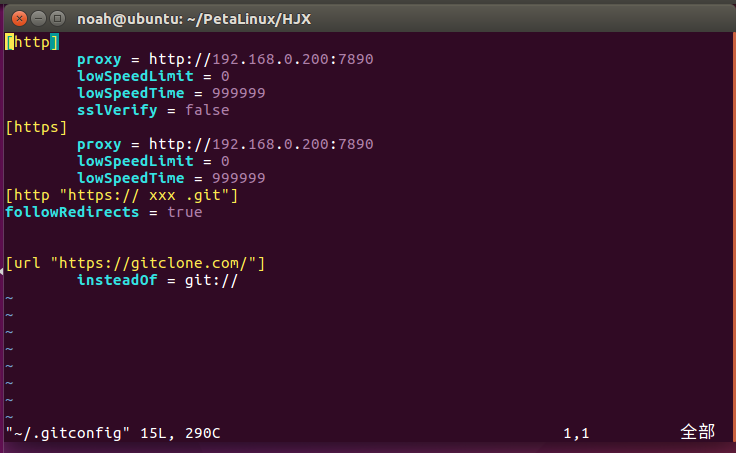 noah@ubuntu: ~/PetaLinux/HJX
[http]
        proxy = http://192.168.0.200:7890
        lowSpeedLimit = 0
        lowSpeedTime = 999999
        sslVerify = false
[https]
        proxy = http://192.168.0.200:7890
        lowSpeedLimit = 0
        lowSpeedTime = 999999
[http "https:// xxx .git"]
followRedirects = true
[url "https://gitclone.com/"]
        insteadOf = git://
~
~
~
~
~
~
~
~
"~/.gitconfig" 15L, 290C 1,1 全部